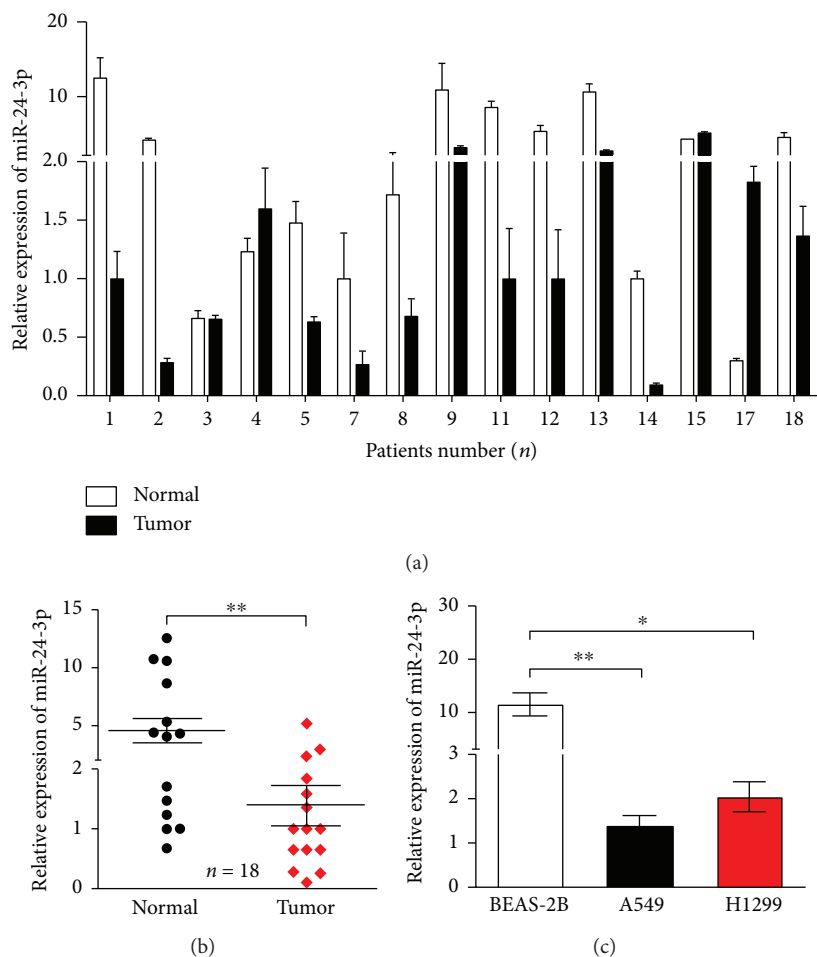 Relative expression of miR-24-3p
20
10
2.0
1.5
1.0
0.5
0.0
1 2 3 4 5 7 8 9 11 12 13 14 15 17 18
Patients number (n)
Normal
Tumor
(a)
Relative expression of miR-24-3p
15
10
5
2
1
0
**
n = 18
Normal Tumor
(b)
Relative expression of miR-24-3p
30
20
10
3
2
1
0
*
**
BEAS-2B A549 H1299
(c)